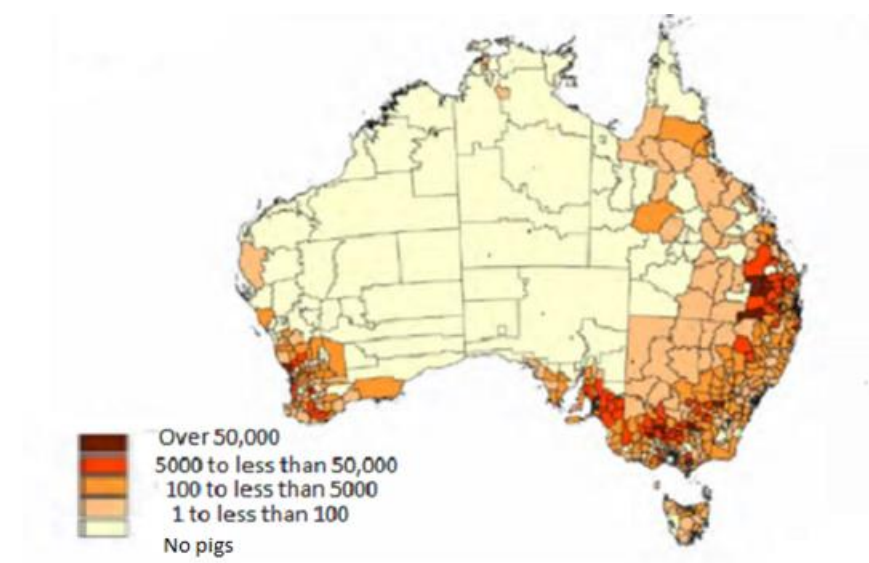 Over 50,000
5000 to less than 50,000
100 to less than 5000
1 to less than 100
No pigs